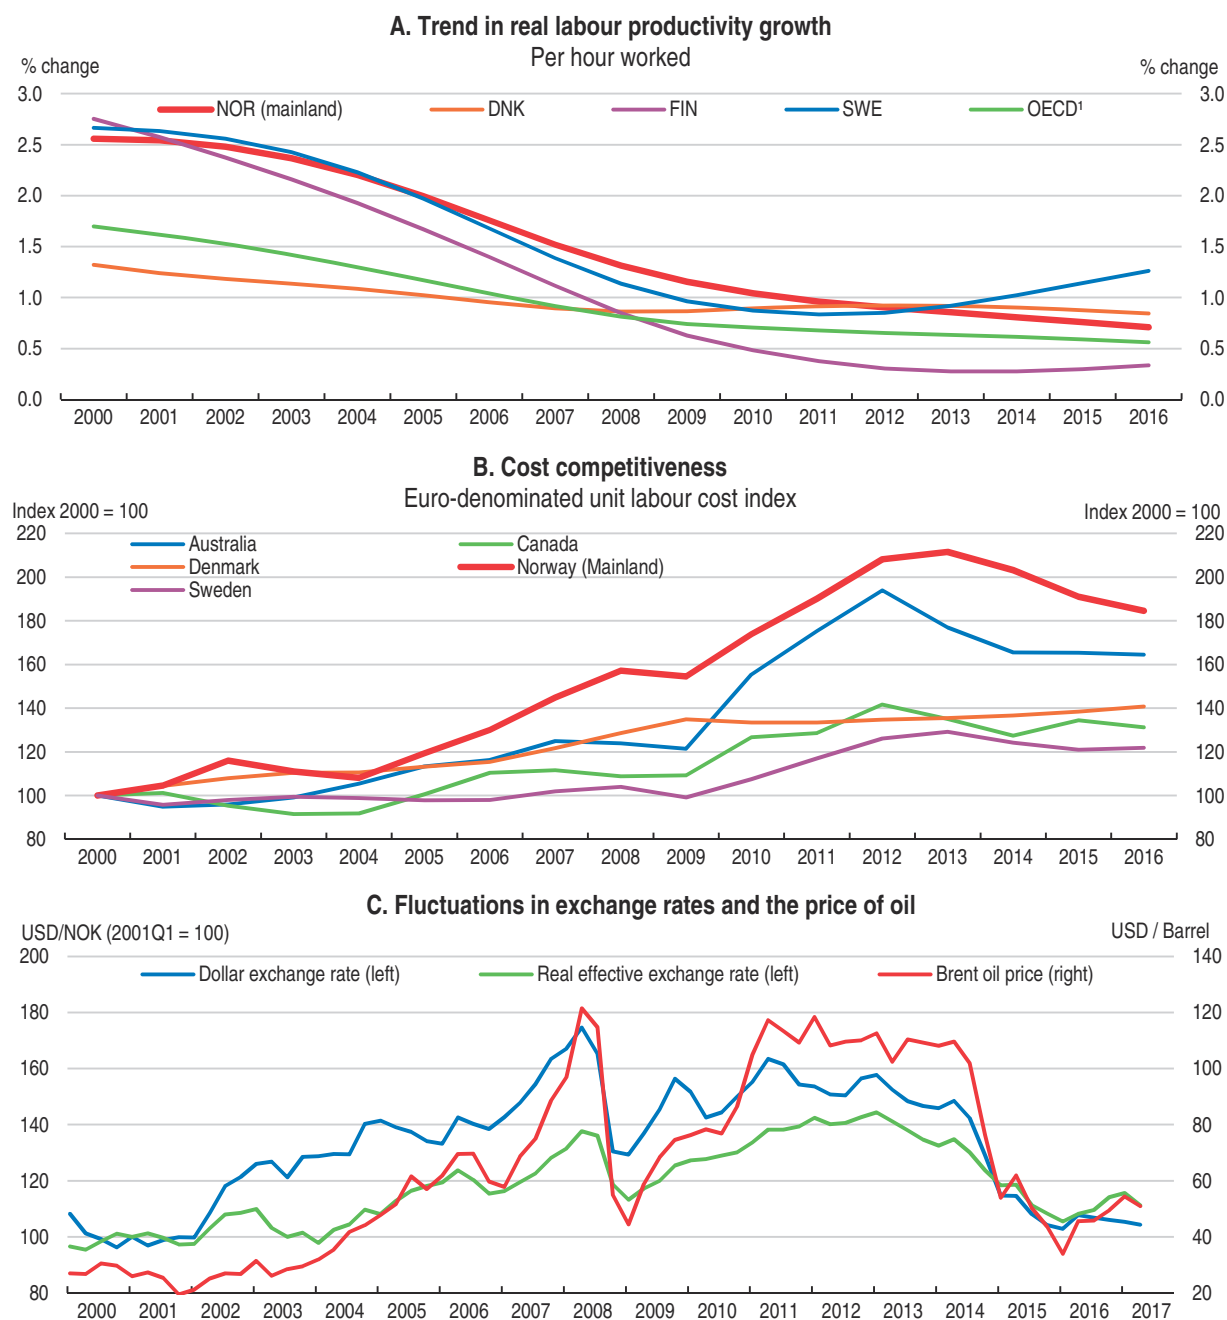 A. Trend in real labour productivity growth
Per hour worked
% change % change
3.0 3.0
NOR (mainland) DNK FIN SWE OECD¹
2.5 2.5
2.0 2.0
1.5 1.5
1.0 1.0
0.5 0.5
0.0 0.0
2000 2001 2002 2003 2004 2005 2006 2007 2008 2009 2010 2011 2012 2013 2014 2015 2016
B. Cost competitiveness
Euro-denominated unit labour cost index
Index 2000 = 100 Index 2000 = 100
220 220
Australia Canada
Denmark Norway (Mainland)
200 200
Sweden
180 180
160 160
140 140
120 120
100 100
80 80
2000 2001 2002 2003 2004 2005 2006 2007 2008 2009 2010 2011 2012 2013 2014 2015 2016
C. Fluctuations in exchange rates and the price of oil
USD/NOK (2001Q1 = 100) USD / Barrel
200 140
Dollar exchange rate (left) Real effective exchange rate (left) Brent oil price (right)
180 120
160 100
140 80
120 60
100 40
80 20
2000 2001 2002 2003 2004 2005 2006 2007 2008 2009 2010 2011 2012 2013 2014 2015 2016 2017